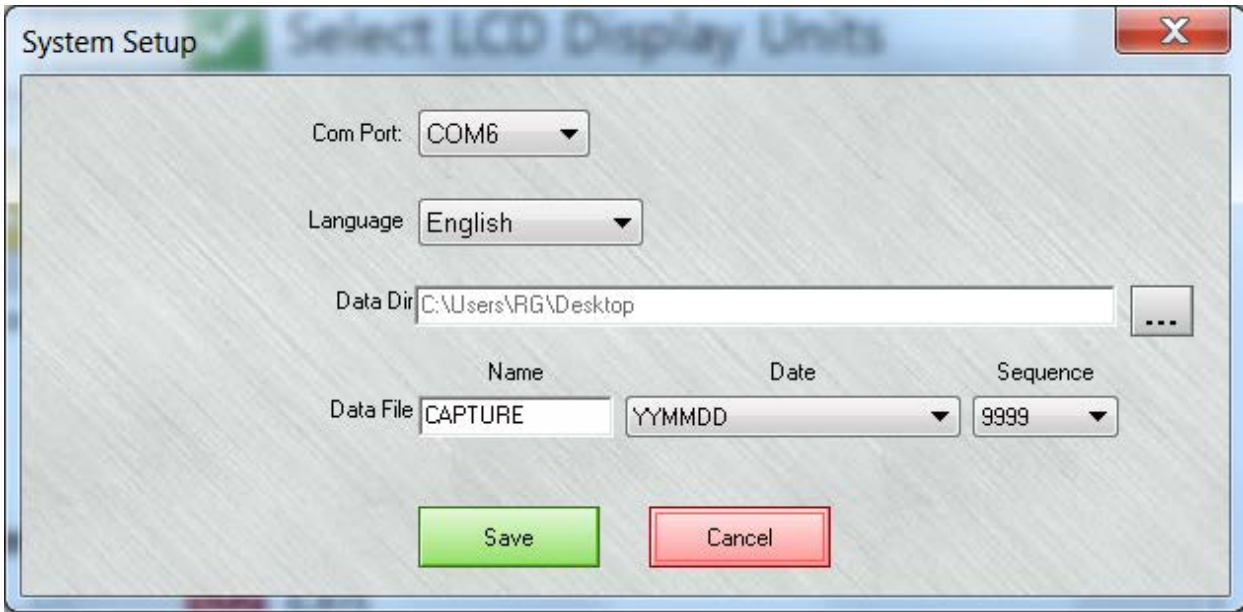 Select LCD Display Units
System Setup
X
Com Port: COM6
Language English
Data Dir C:\Users\RG\Desktop ...
Name Date Sequence
Data File CAPTURE YYMMDD 9999
Save Cancel